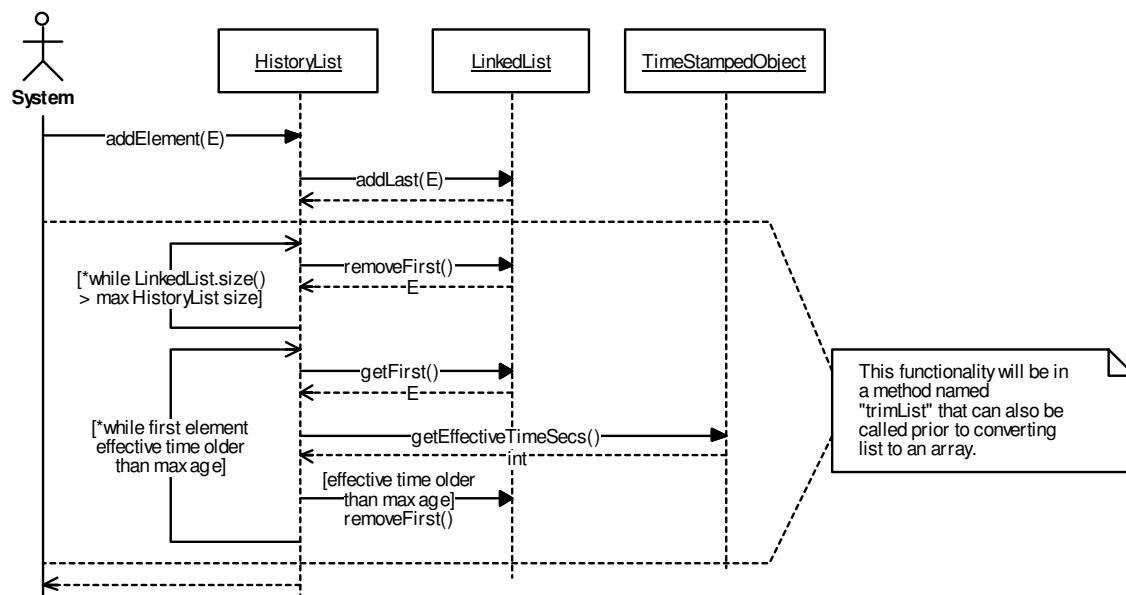 HistoryList
LinkedList
TimeStampedObject
System
addElement(E)
addLast(E)
[*while LinkedList.size()
> max HistoryList size]
removeFirst()
E
getFirst()
E
[*while first element
effective time older
than max age]
getEffectiveTimeSecs()
int
[effective time older
than max age]
removeFirst()
This functionality will be in
a method named
"trimList" that can also be
called prior to converting
list to an array.